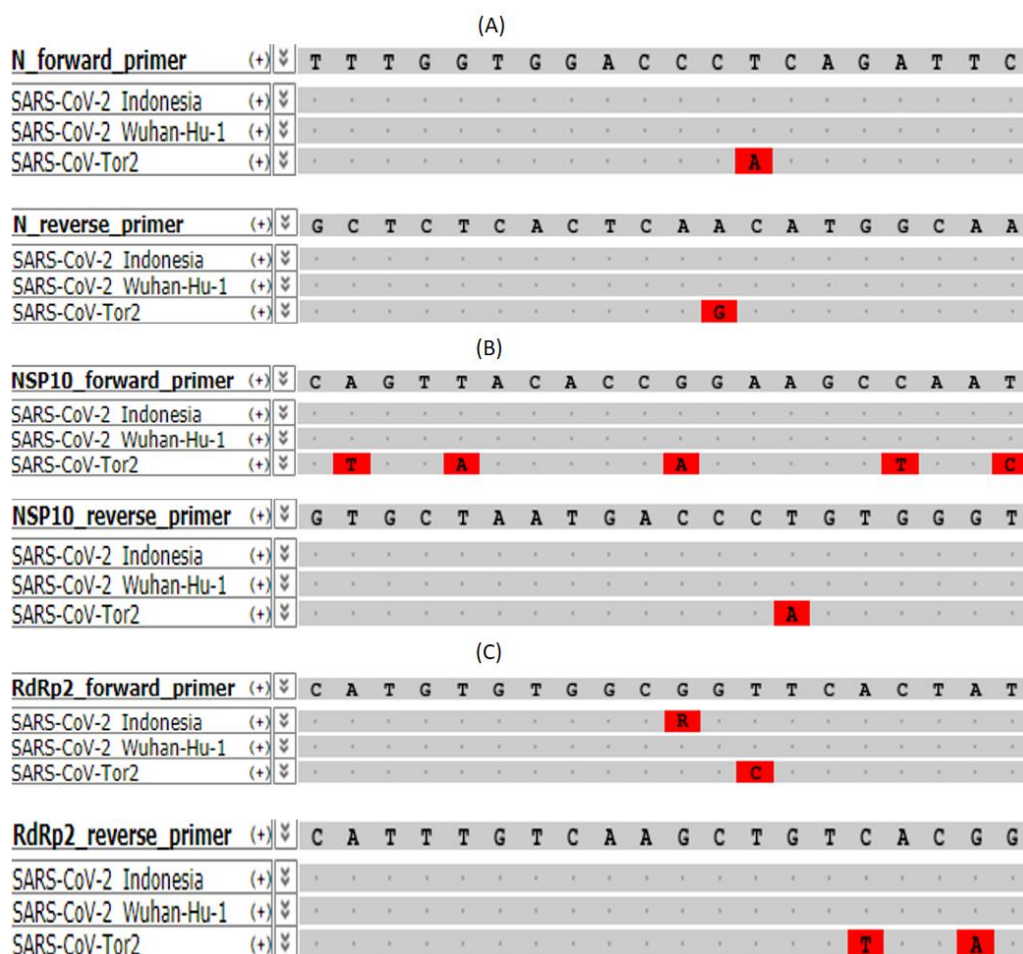 (A)
N_forward_primer (+) T T T G G T G G A C C C T C A G A T T C
SARS-CoV-2 Indonesia (+) · · · · · · · · · · · · · · · · · · · ·
SARS-CoV-2 Wuhan-Hu-1 (+) · · · · · · · · · · · · · · · · · · · ·
SARS-CoV-Tor2 (+) · · · · · · · · · · · · A · · · · · · ·
N_reverse_primer (+) G C T C T C A C T C A A C A T G G C A A
SARS-CoV-2 Indonesia (+) · · · · · · · · · · · · · · · · · · · ·
SARS-CoV-2 Wuhan-Hu-1 (+) · · · · · · · · · · · · · · · · · · · ·
SARS-CoV-Tor2 (+) · · · · · · · · · · · G · · · · · · · ·
(B)
NSP10_forward_primer (+) C A G T T A C A C C G G A A G C C A A T
SARS-CoV-2 Indonesia (+) · · · · · · · · · · · · · · · · · · · ·
SARS-CoV-2 Wuhan-Hu-1 (+) · · · · · · · · · · · · · · · · · · · ·
SARS-CoV-Tor2 (+) · T · · A · · · · · A · · · · · T · · C
NSP10_reverse_primer (+) G T G C T A A T G A C C C T G T G G G T
SARS-CoV-2 Indonesia (+) · · · · · · · · · · · · · · · · · · · ·
SARS-CoV-2 Wuhan-Hu-1 (+) · · · · · · · · · · · · · · · · · · · ·
SARS-CoV-Tor2 (+) · · · · · · · · · · · · · A · · · · · ·
(C)
RdRp2_forward_primer (+) C A T G T G T G G C G G T T C A C T A T
SARS-CoV-2 Indonesia (+) · · · · · · · · · · R · · · · · · · · ·
SARS-CoV-2 Wuhan-Hu-1 (+) · · · · · · · · · · · · · · · · · · · ·
SARS-CoV-Tor2 (+) · · · · · · · · · · · · C · · · · · · ·
RdRp2_reverse_primer (+) C A T T T G T C A A G C T G T C A C G G
SARS-CoV-2 Indonesia (+) · · · · · · · · · · · · · · · · · · · ·
SARS-CoV-2 Wuhan-Hu-1 (+) · · · · · · · · · · · · · · · · · · · ·
SARS-CoV-Tor2 (+) · · · · · · · · · · · · · · · T · · A ·